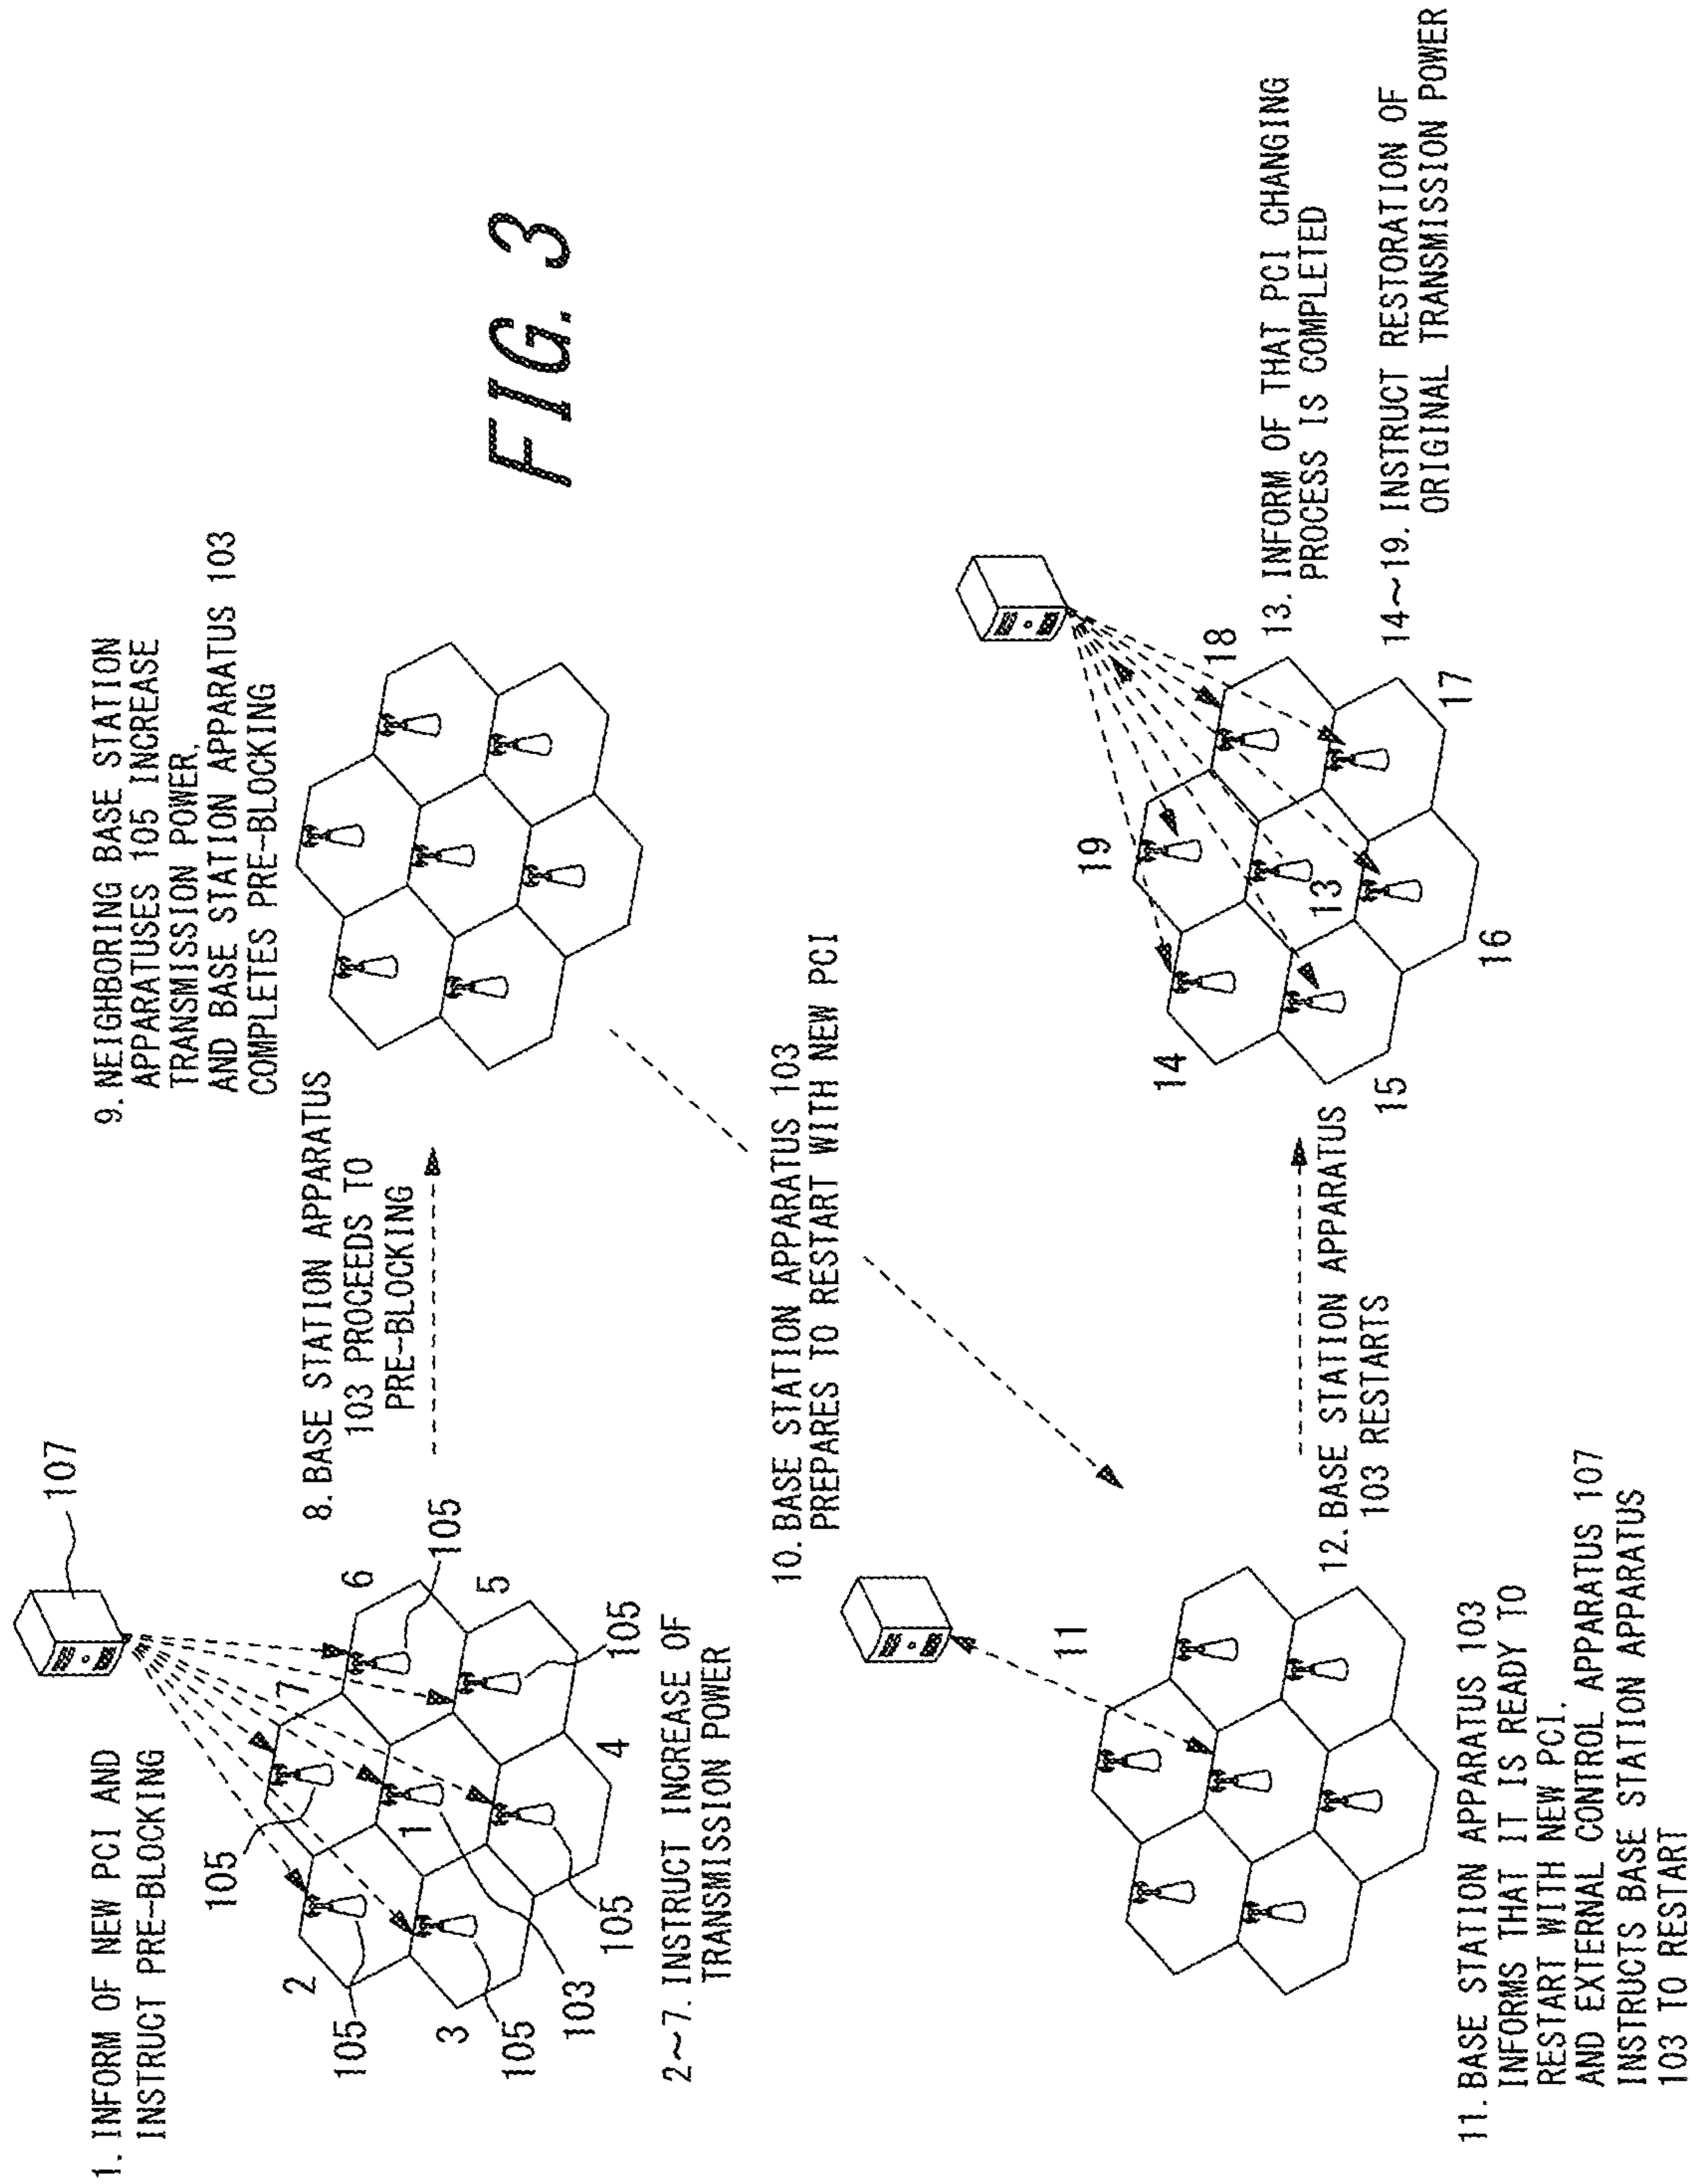 FIG. 3
1. INFORM OF NEW PCI AND
INSTRUCT PRE-BLOCKING
107
105
105
105
105
105
105
103
1
2
3
4
5
6
7
2~7. INSTRUCT INCREASE OF
TRANSMISSION POWER
8. BASE STATION APPARATUS
103 PROCEEDS TO
PRE-BLOCKING
9. NEIGHBORING BASE STATION
APPARATUSES 105 INCREASE
TRANSMISSION POWER,
AND BASE STATION APPARATUS 103
COMPLETES PRE-BLOCKING
10. BASE STATION APPARATUS 103
PREPARES TO RESTART WITH NEW PCI
11
11. BASE STATION APPARATUS 103
INFORMS THAT IT IS READY TO
RESTART WITH NEW PCI.
AND EXTERNAL CONTROL APPARATUS 107
INSTRUCTS BASE STATION APPARATUS
103 TO RESTART
12. BASE STATION APPARATUS
103 RESTARTS
13
14
15
16
17
18
19
13. INFORM OF THAT PCI CHANGING
PROCESS IS COMPLETED
14~19. INSTRUCT RESTORATION OF
ORIGINAL TRANSMISSION POWER